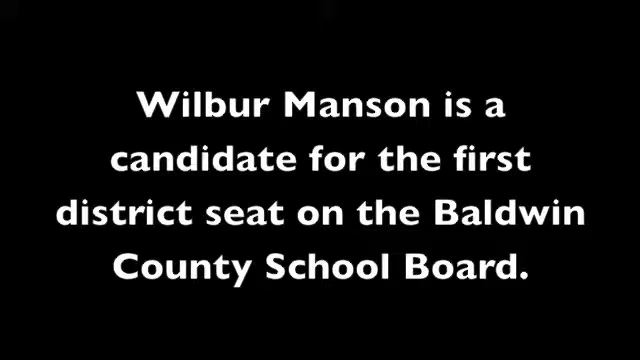 Wilbur Manson is a
candidate for the first
district seat on the Baldwin
County School Board.